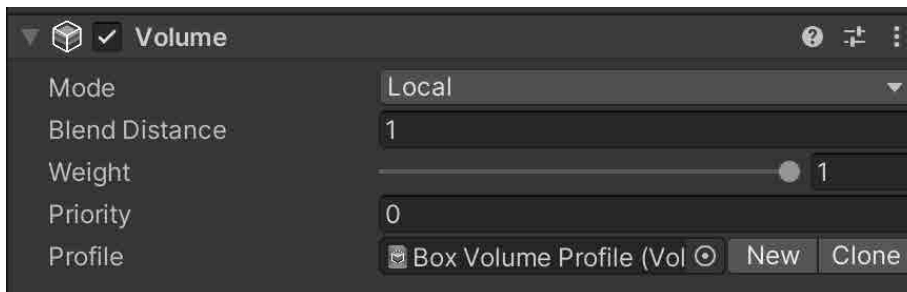 Volume
Mode Local
Blend Distance 1
Weight 1
Priority 0
Profile Box Volume Profile (Vol New Clone